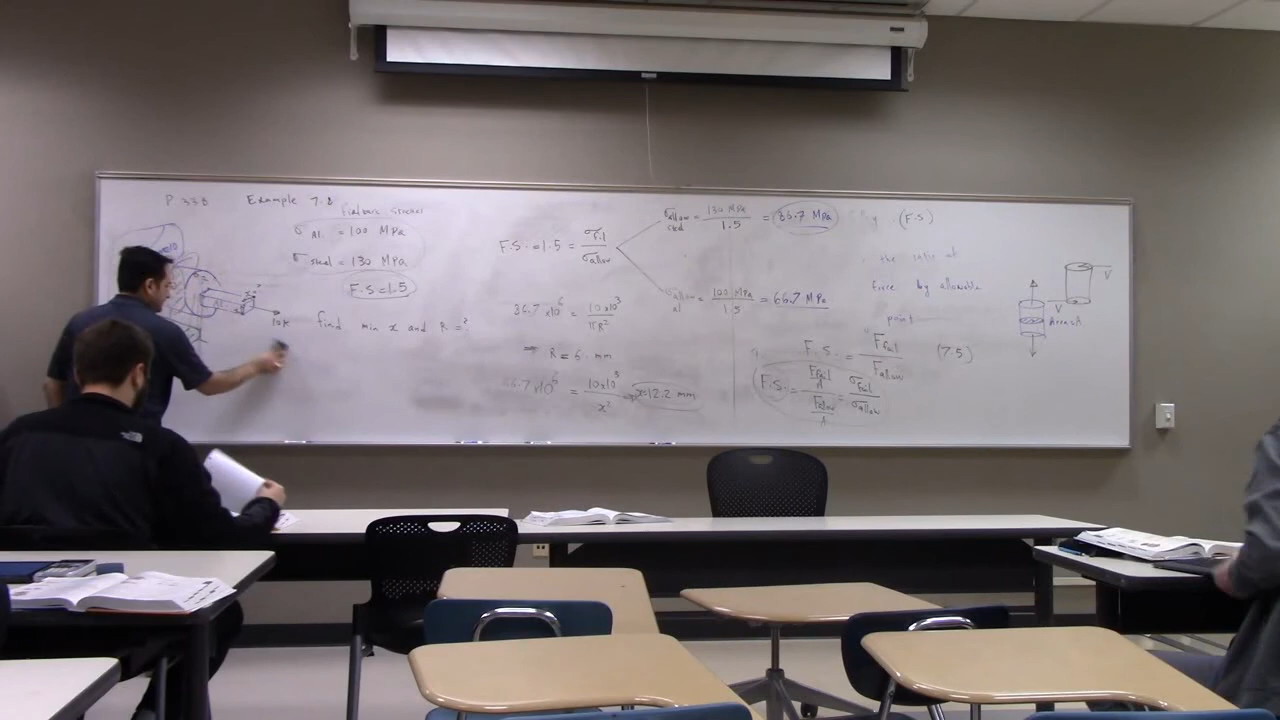 P 338 Example 7.8
failure stresses
σ Al. = 100 MPa
σ steel = 130 MPa
F.S = 1.5
10k
find min x and R = ?
F.S. = 1.5 = σfail / σallow
σallow steel = 130 MPa / 1.5 = 86.7 MPa
σallow al = 100 MPa / 1.5 = 66.7 MPa
86.7 x10^6 = 10x10^3 / πR^2
⇒ R = 6. mm
66.7x10^6 = 10x10^3 / x^2 ⇒ x=12.2 mm
(F.S)
the ratio of
force by allowable
point
F.S. = Ffail / Fallow (7.5)
F.S. = Ffail/A / Fallow/A = σfail / σallow
V
V
Area=A